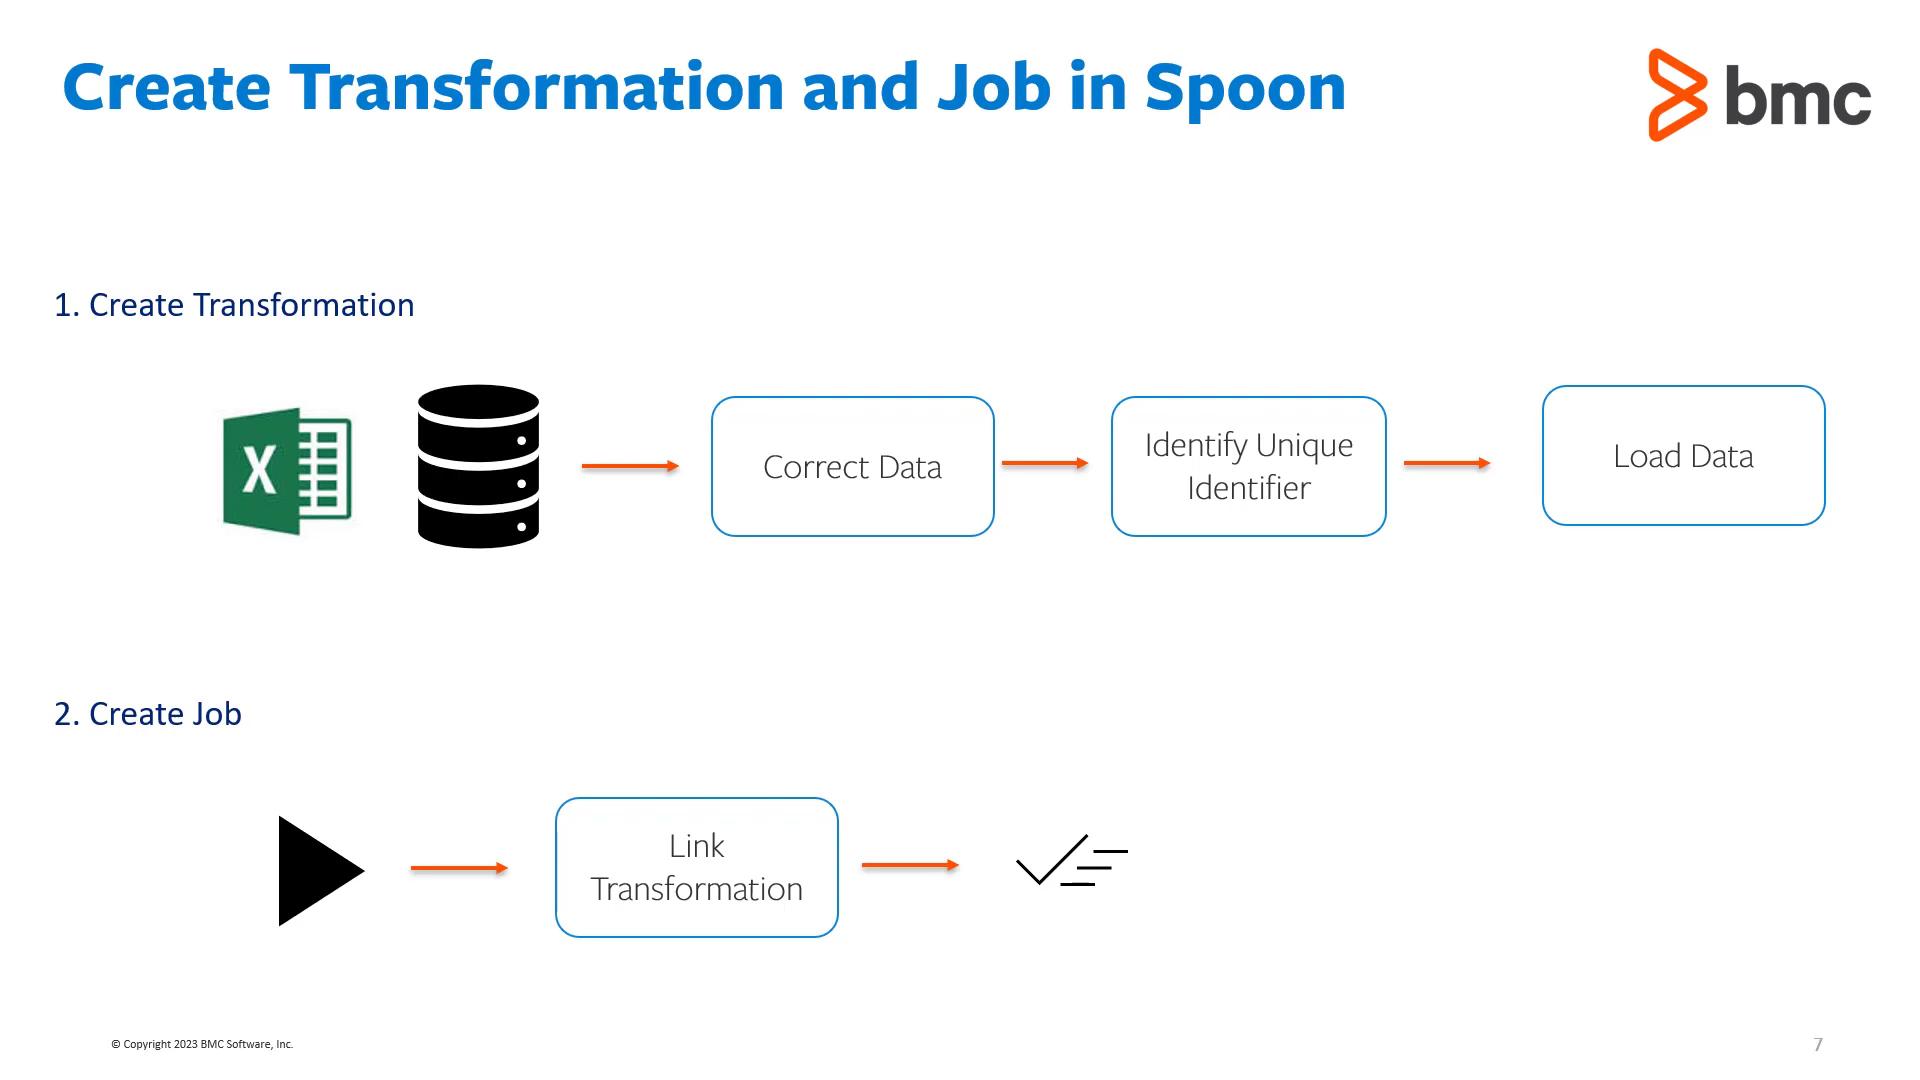 Create Transformation and Job in Spoon
bmc
1. Create Transformation
X
Correct Data
Identify Unique
Identifier
Load Data
2. Create Job
Link
Transformation
© Copyright 2023 BMC Software, Inc.
7